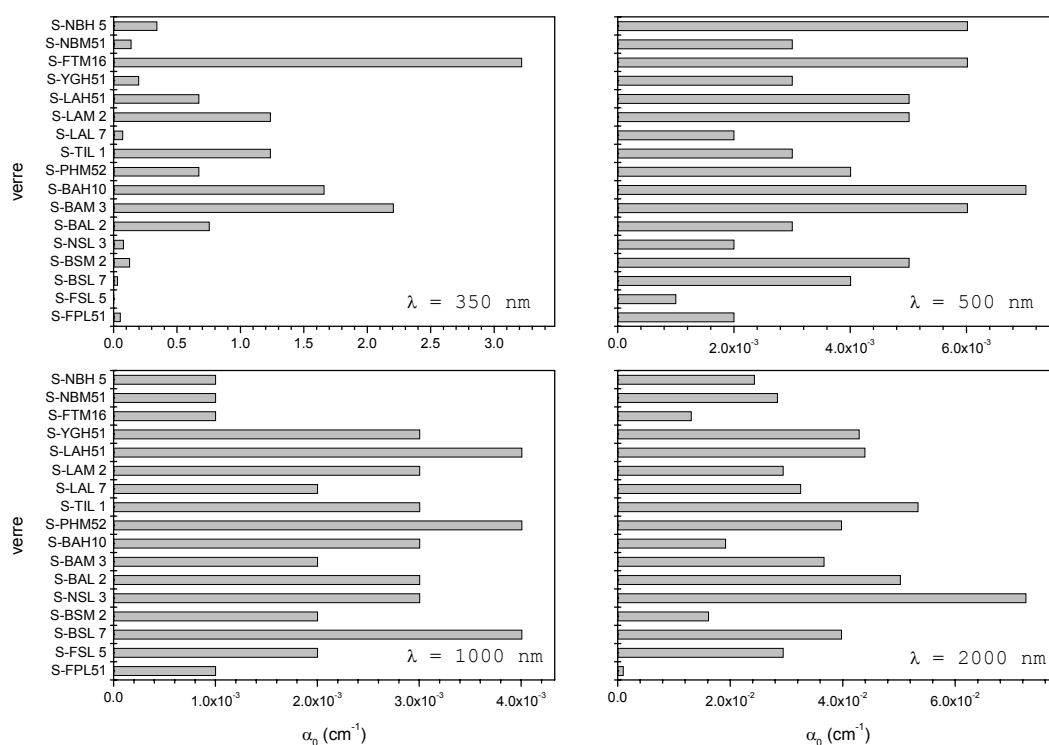 S-NBH 5
S-NBM51
S-FTM16
S-YGH51
S-LAH51
S-LAM 2
S-LAL 7
S-TIL 1
S-PHM52
S-BAH10
S-BAM 3
S-BAL 2
S-NSL 3
S-BSM 2
S-BSL 7
S-FSL 5
S-FPL51
verre
λ = 350 nm
0.0 0.5 1.0 1.5 2.0 2.5 3.0
λ = 500 nm
0.0 2.0x10⁻³ 4.0x10⁻³ 6.0x10⁻³
S-NBH 5
S-NBM51
S-FTM16
S-YGH51
S-LAH51
S-LAM 2
S-LAL 7
S-TIL 1
S-PHM52
S-BAH10
S-BAM 3
S-BAL 2
S-NSL 3
S-BSM 2
S-BSL 7
S-FSL 5
S-FPL51
verre
λ = 1000 nm
0.0 1.0x10⁻³ 2.0x10⁻³ 3.0x10⁻³ 4.0x10⁻³
α₀ (cm⁻¹)
λ = 2000 nm
0.0 2.0x10⁻² 4.0x10⁻² 6.0x10⁻²
α₀ (cm⁻¹)